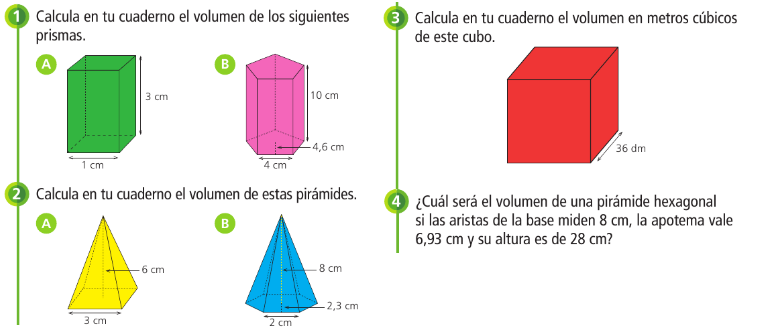 1 Calcula en tu cuaderno el volumen de los siguientes
prismas.
A
3 cm
1 cm
B
10 cm
4,6 cm
4 cm
2 Calcula en tu cuaderno el volumen de estas pirámides.
A
6 cm
3 cm
B
8 cm
2,3 cm
2 cm
3 Calcula en tu cuaderno el volumen en metros cúbicos
de este cubo.
36 dm
4 ¿Cuál será el volumen de una pirámide hexagonal
si las aristas de la base miden 8 cm, la apotema vale
6,93 cm y su altura es de 28 cm?